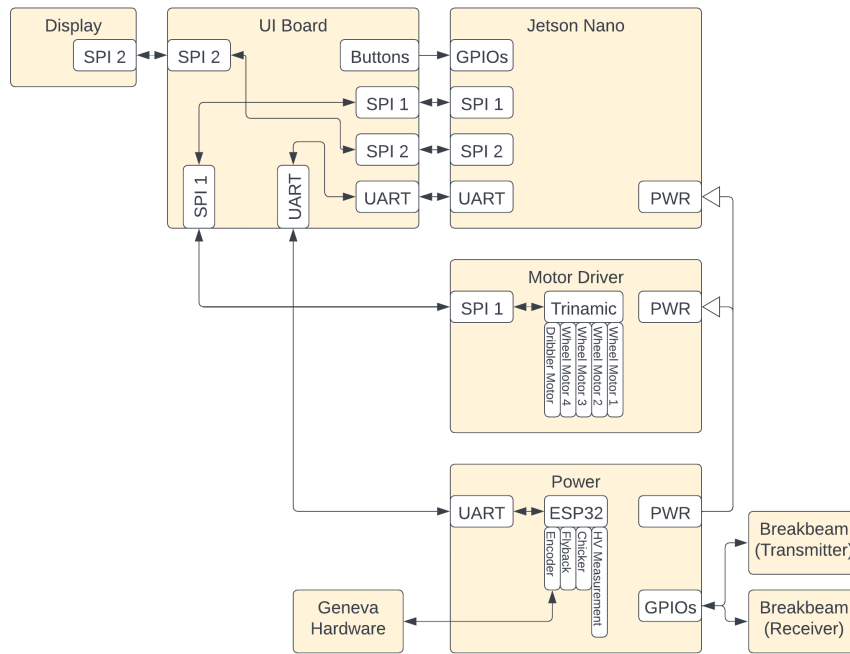 Display
SPI 2
UI Board
SPI 2
Buttons
SPI 1
SPI 2
UART
SPI 1
UART
Jetson Nano
GPIOs
SPI 1
SPI 2
UART
PWR
Motor Driver
SPI 1
Trinamic
PWR
Dribbler Motor
Wheel Motor 4
Wheel Motor 3
Wheel Motor 2
Wheel Motor 1
Power
UART
ESP32
PWR
Encoder
Flyback
Chicker
HV Measurement
GPIOs
Geneva
Hardware
Breakbeam
(Transmitter)
Breakbeam
(Receiver)